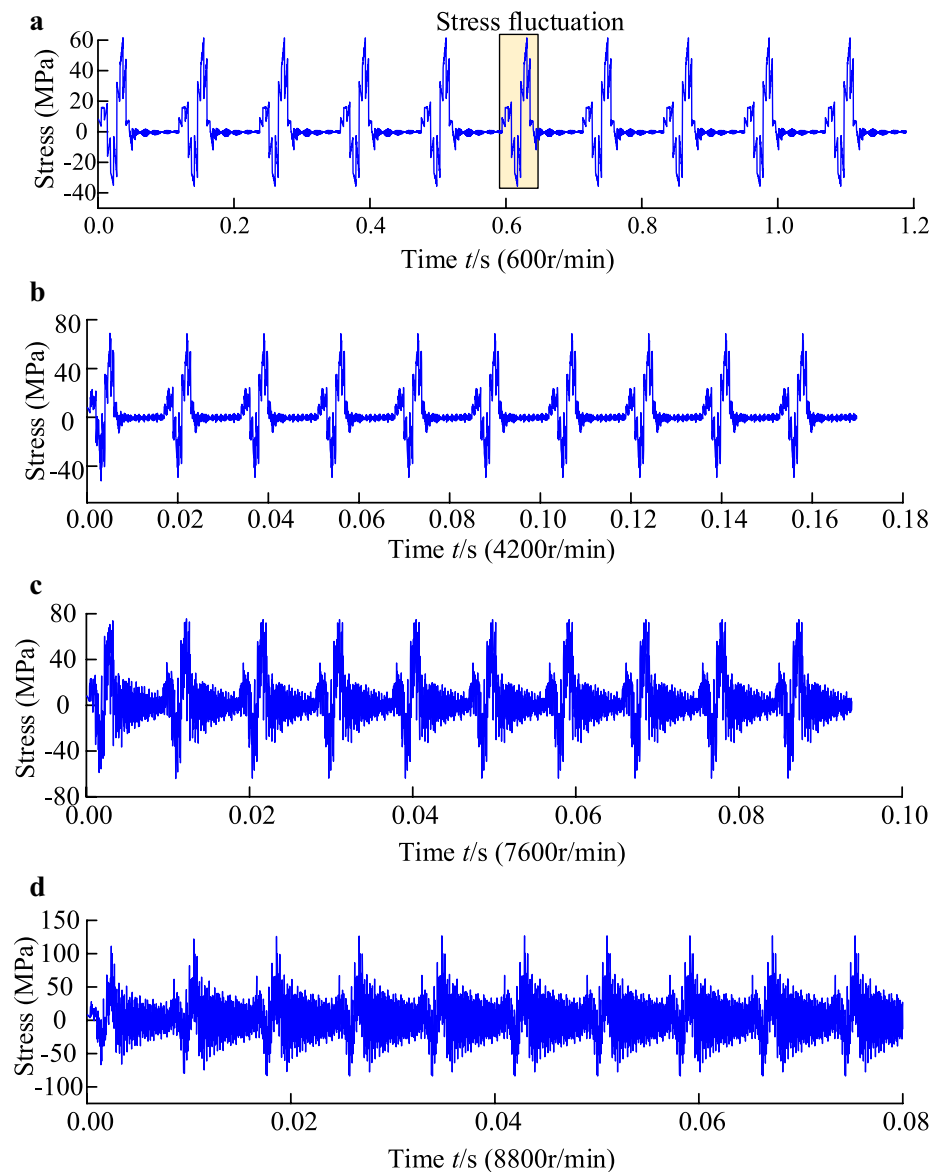 a
Stress fluctuation
Stress (MPa)
60
40
20
0
-20
-40
0.0 0.2 0.4 0.6 0.8 1.0 1.2
Time t/s (600r/min)
b
Stress (MPa)
80
40
0
-40
0.00 0.02 0.04 0.06 0.08 0.10 0.12 0.14 0.16 0.18
Time t/s (4200r/min)
c
Stress (MPa)
80
40
0
-40
-80
0.00 0.02 0.04 0.06 0.08 0.10
Time t/s (7600r/min)
d
Stress (MPa)
150
100
50
0
-50
-100
0.00 0.02 0.04 0.06 0.08
Time t/s (8800r/min)